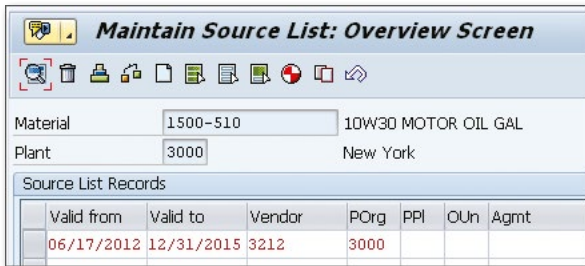 Maintain Source List: Overview Screen
Material 1500-510 10W30 MOTOR OIL GAL
Plant 3000 New York
Source List Records
Valid from Valid to Vendor POrg PPl OUn Agmt
06/17/2012 12/31/2015 3212 3000